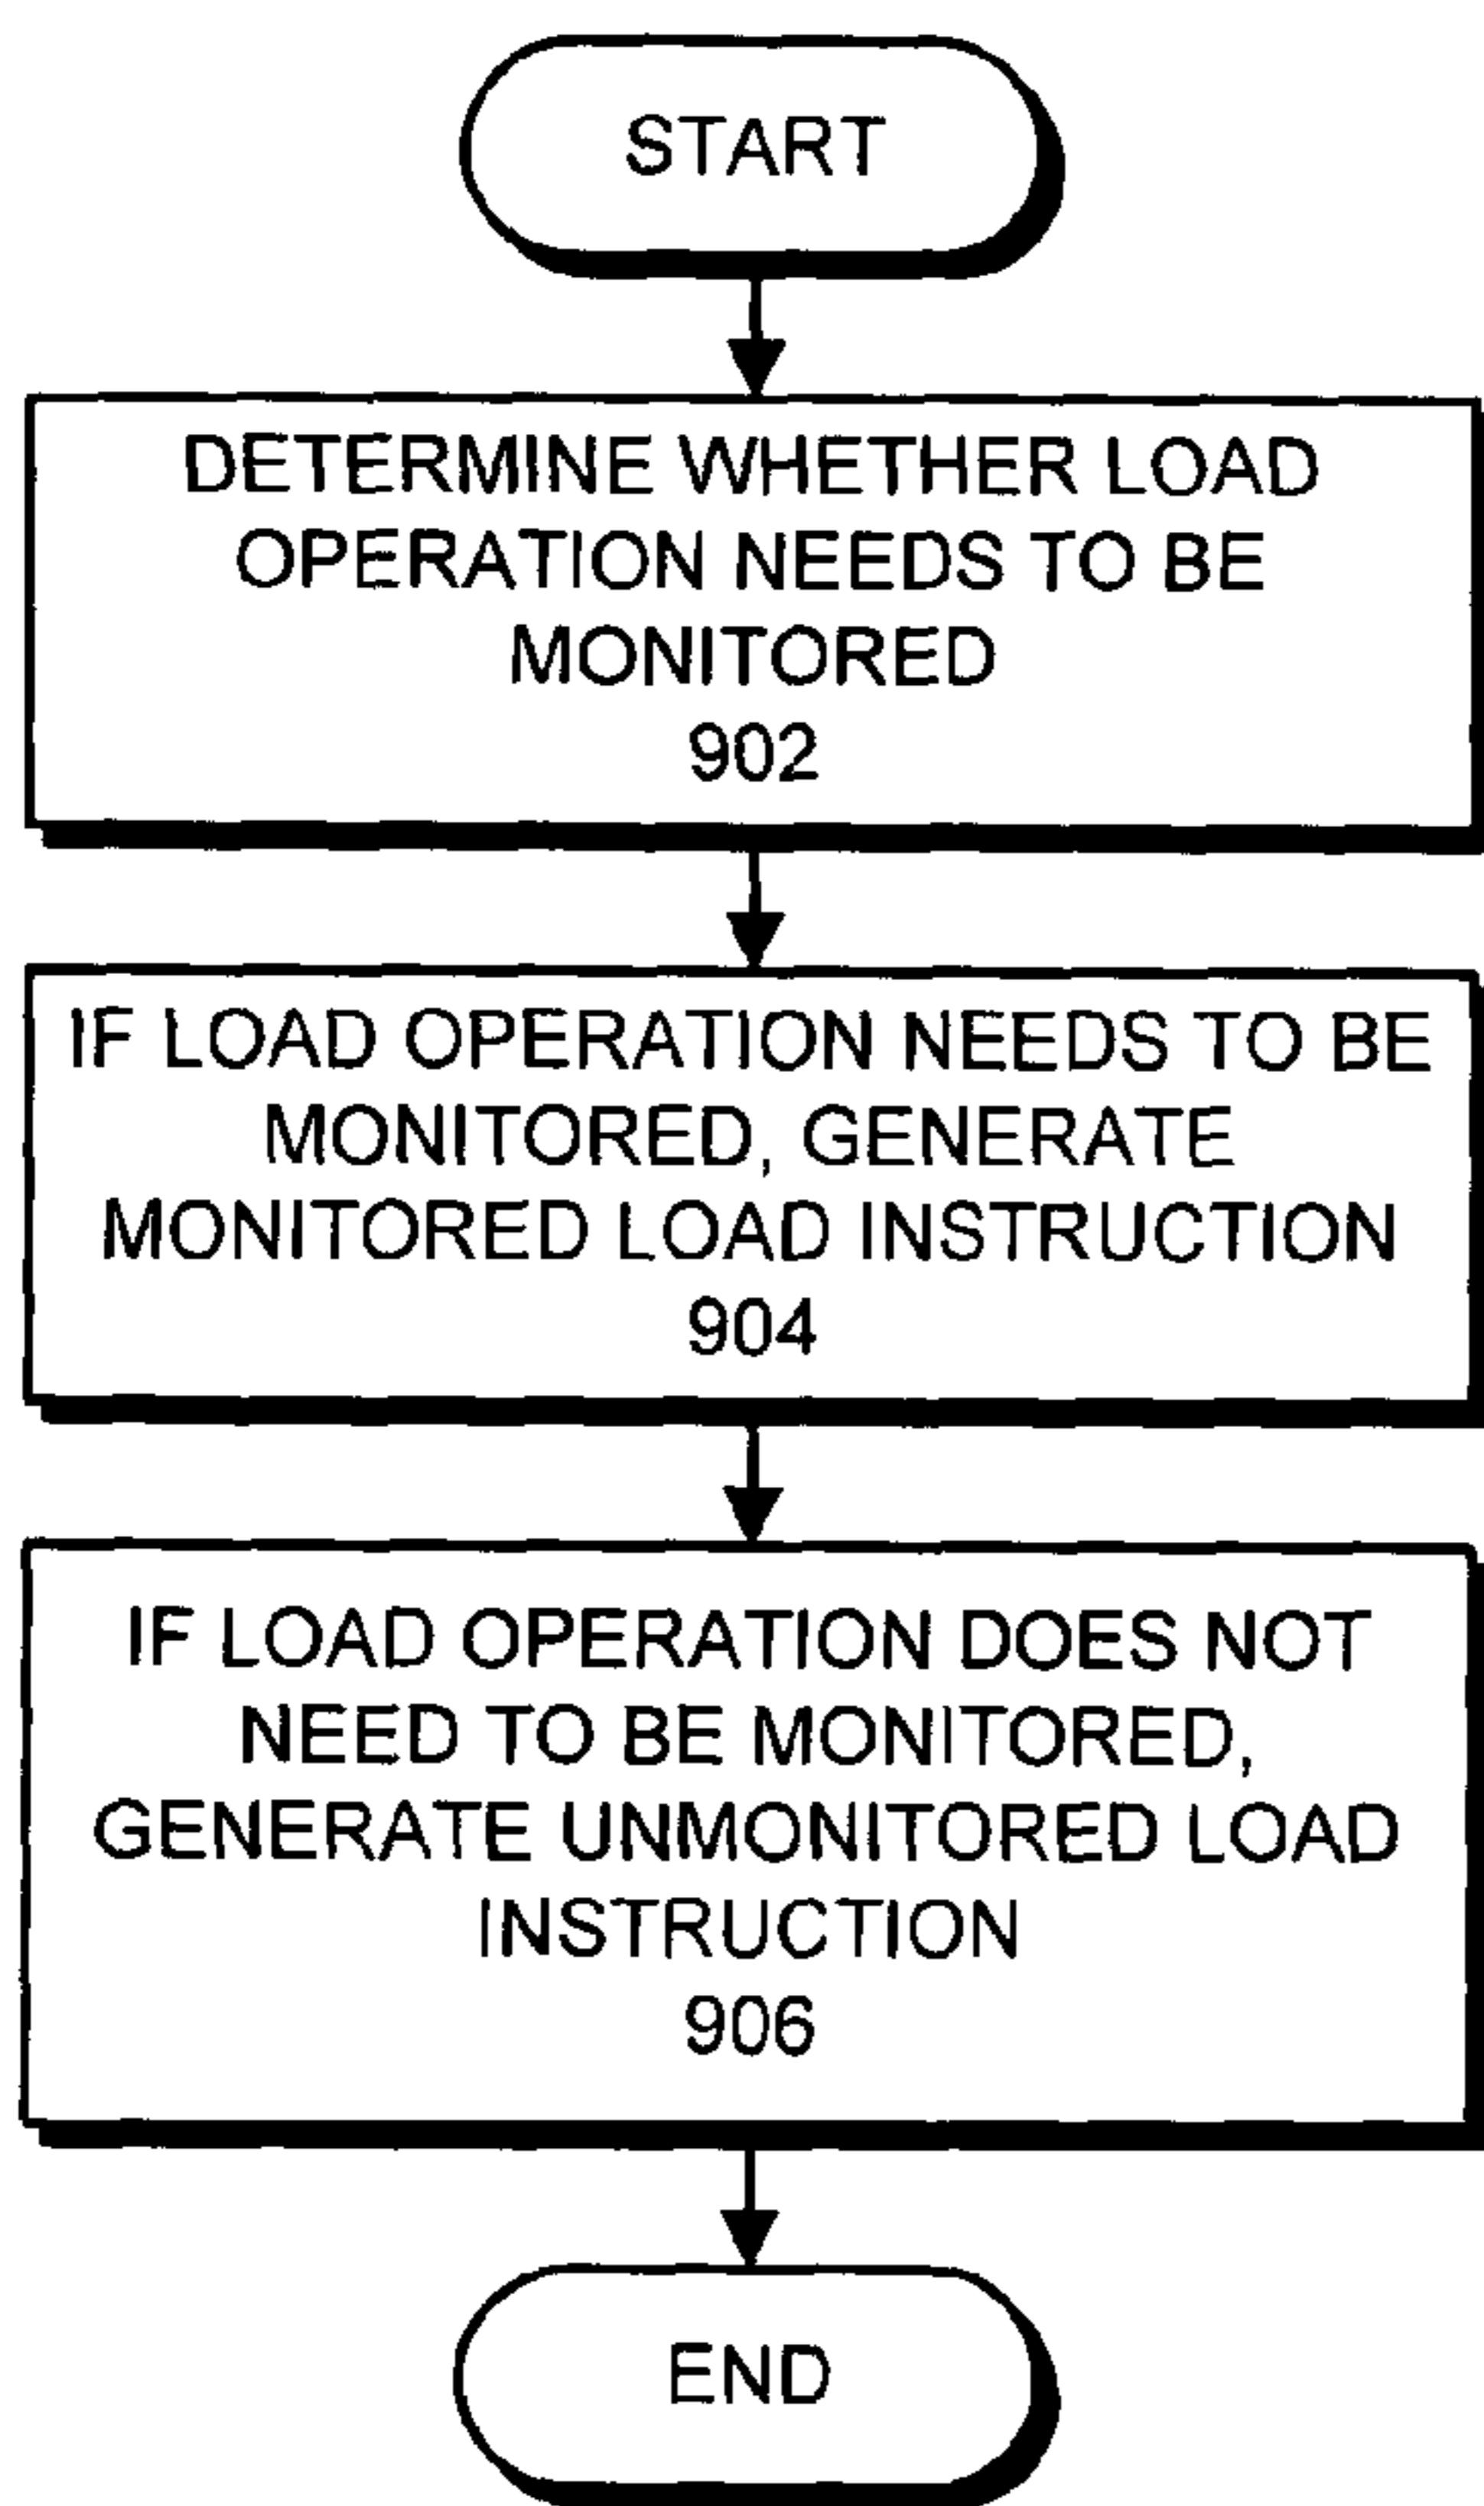 START
DETERMINE WHETHER LOAD
OPERATION NEEDS TO BE
MONITORED
902
IF LOAD OPERATION NEEDS TO BE
MONITORED, GENERATE
MONITORED LOAD INSTRUCTION
904
IF LOAD OPERATION DOES NOT
NEED TO BE MONITORED,
GENERATE UNMONITORED LOAD
INSTRUCTION
906
END